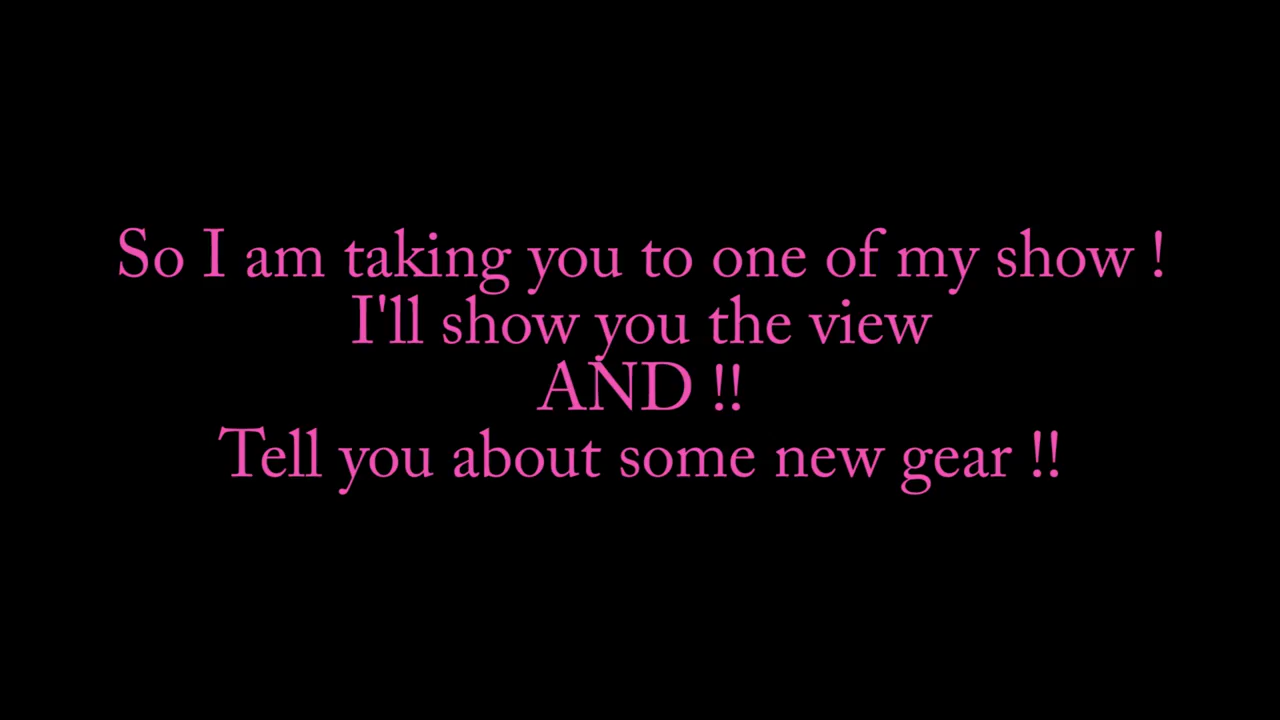 So I am taking you to one of my show !
I'll show you the view
AND !!
Tell you about some new gear !!